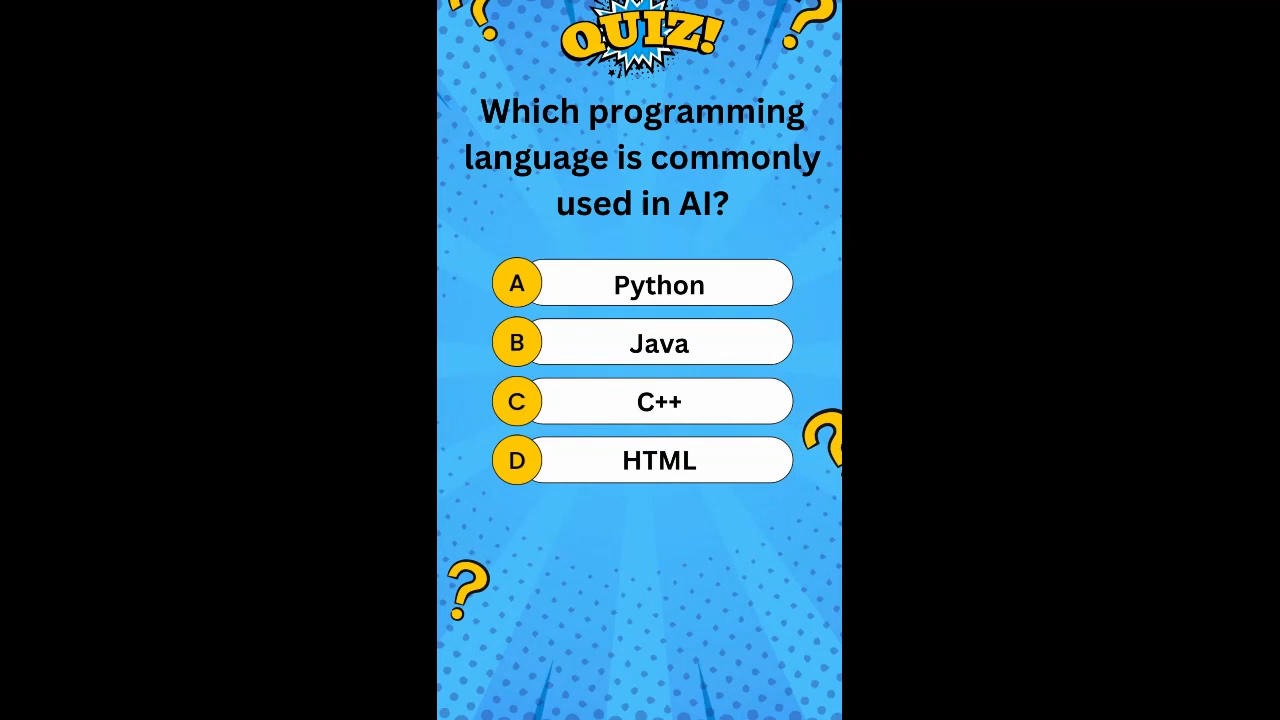 QUIZ!
Which programming
language is commonly
used in AI?
A Python
B Java
C C++
D HTML